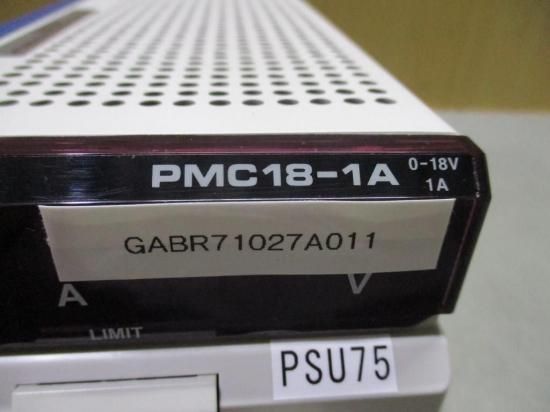 PMC18-1A 0-18V
1A
GABR71027A011
A V
LIMIT
PSU75